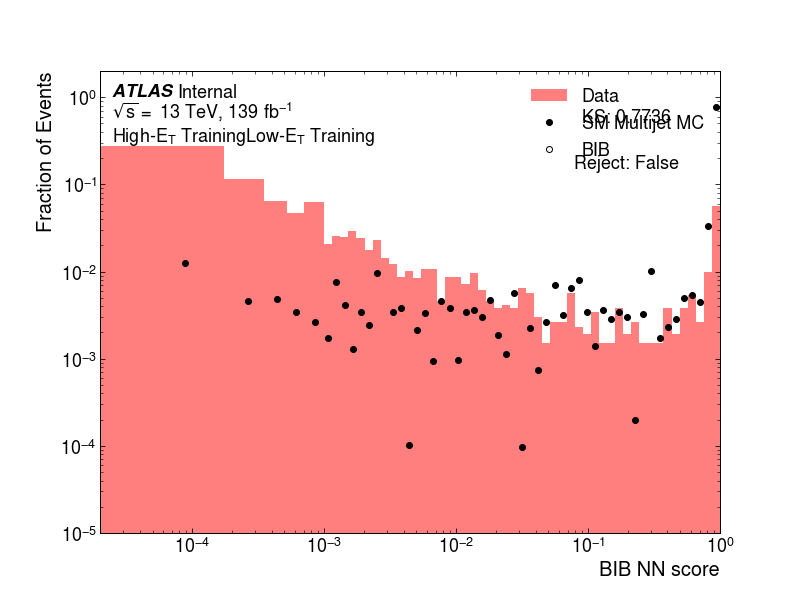 ATLAS Internal
√s = 13 TeV, 139 fb⁻¹
High-E_T TrainingLow-E_T Training
Data
KS: 0.7736
SM Multijet MC
BIB
Reject: False
Fraction of Events
10⁰
10⁻¹
10⁻²
10⁻³
10⁻⁴
10⁻⁵
10⁻⁴
10⁻³
10⁻²
10⁻¹
10⁰
BIB NN score